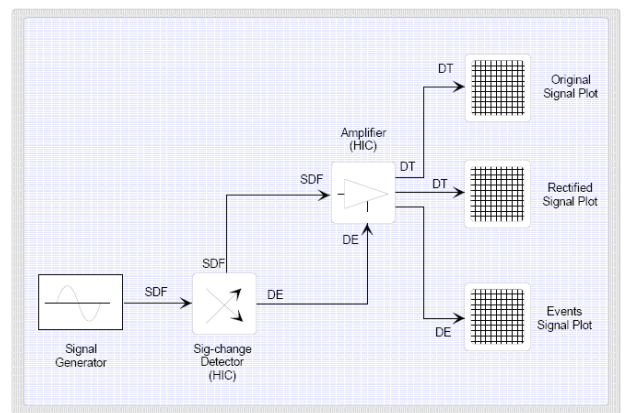 DT
Original
Signal Plot
Amplifier
(HIC)
DT
SDF
DT
Rectified
Signal Plot
DE
SDF
SDF
DE
DE
Events
Signal Plot
Signal
Generator
Sig-change
Detector
(HIC)